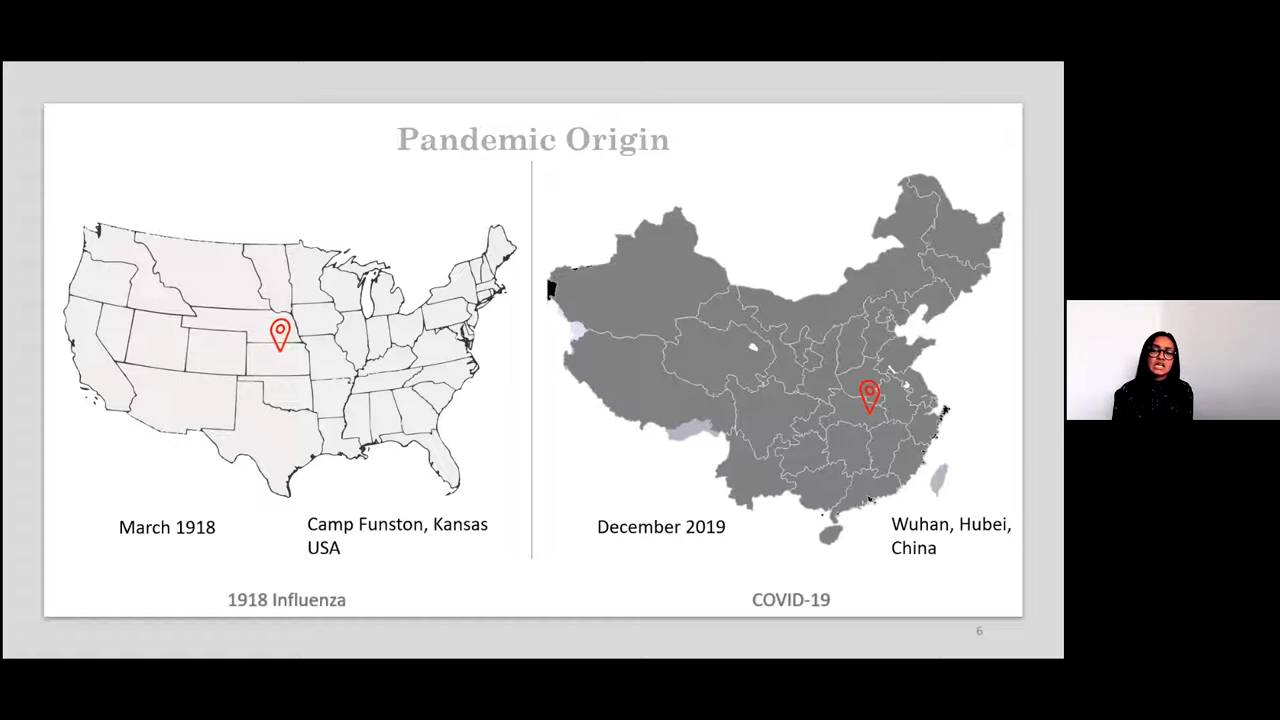 Pandemic Origin
March 1918
Camp Funston, Kansas
USA
December 2019
Wuhan, Hubei,
China
1918 Influenza
COVID-19
6